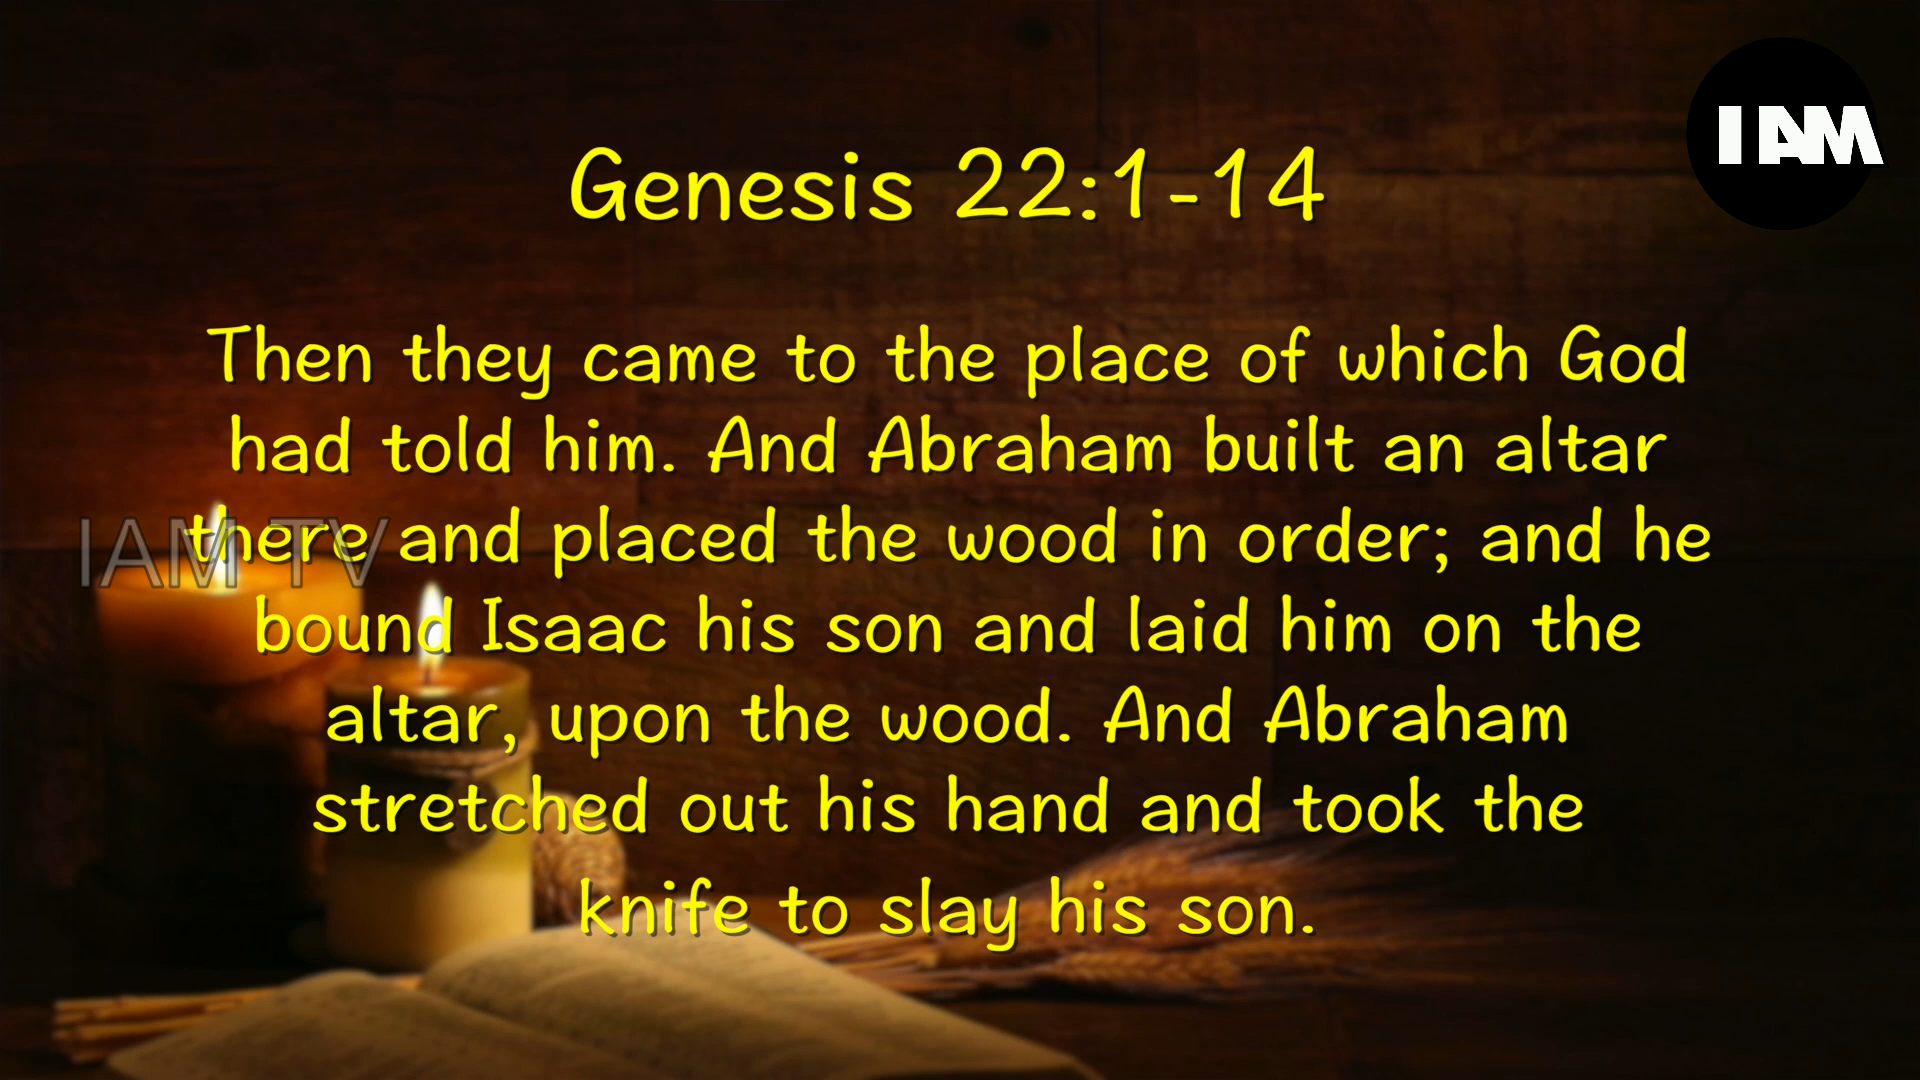 I AM
Genesis 22:1-14
Then they came to the place of which God
had told him. And Abraham built an altar
there and placed the wood in order; and he
IAM TV
bound Isaac his son and laid him on the
altar, upon the wood. And Abraham
stretched out his hand and took the
knife to slay his son.